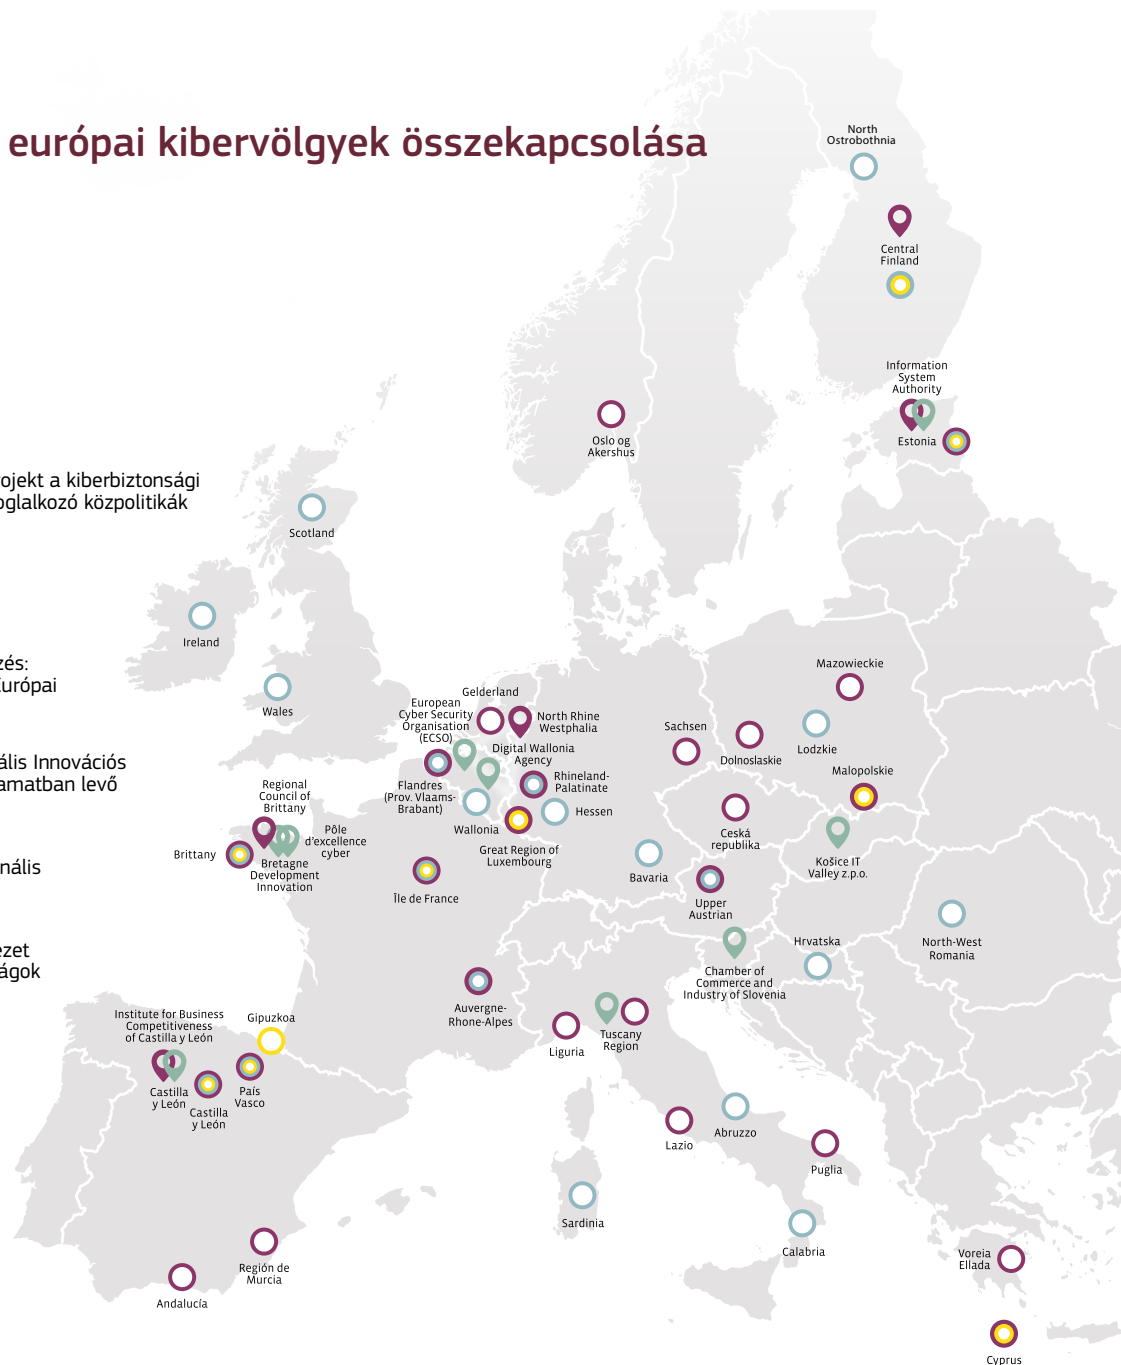 európai kibervölgyek összekapcsolása
North
Ostrobothnia
Central
Finland
Information
System
Authority
Estonia
Oslo og
Akershus
ojekt a kiberbiztonsági
oglalkozó közpolitikák
Scotland
Ireland
zés:
Európai
Wales
Mazowieckie
Gelderland
European
Cyber Security
Organisation
(ECSO)
North Rhine
Westphalia
Sachsen
Dolnoslaskie
Lodzkie
Digital Wallonia
Agency
ális Innovációs
amatban levő
Malopolskie
Rhineland-
Palatinate
Flandres
(Prov. Vlaams-
Brabant)
Regional
Council of
Brittany
Hessen
Wallonia
Pôle
d'excellence
cyber
Ceská
republika
Great Region of
Luxembourg
Brittany
Bretagne
Development
Innovation
nális
Košice IT
Valley z.p.o.
Bavaria
Île de France
Upper
Austrian
ezet
ágok
Hrvatska
North-West
Romania
Chamber of
Commerce and
Industry of Slovenia
Auvergne-
Rhone-Alpes
Institute for Business
Competitiveness
of Castilla y León
Gipuzkoa
Tuscany
Region
Liguria
Castilla
y León
País
Vasco
Castilla
y León
Abruzzo
Lazio
Puglia
Sardinia
Calabria
Voreia
Ellada
Región de
Murcia
Andalucía
Cyprus